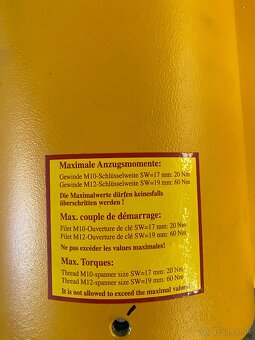 Maximale Anzugsmomente:
Gewinde M10-Schlüsselweite SW=17 mm: 20 Nm
Gewinde M12-Schlüsselweite SW=19 mm: 60 Nm
Die Maximalwerte dürfen keinesfalls
überschritten werden !
Max. couple de démarrage:
Filet M10-Ouverture de clé SW=17 mm: 20 Nm
Filet M12-Ouverture de clé SW=19 mm: 60 Nm
Ne pas excéder les values maximales!
Max. Torques:
Thread M10-spanner size SW=17 mm: 20 Nm
Thread M12-spanner size SW=19 mm: 60 Nm
It is not allowed to exceed the maximal values!